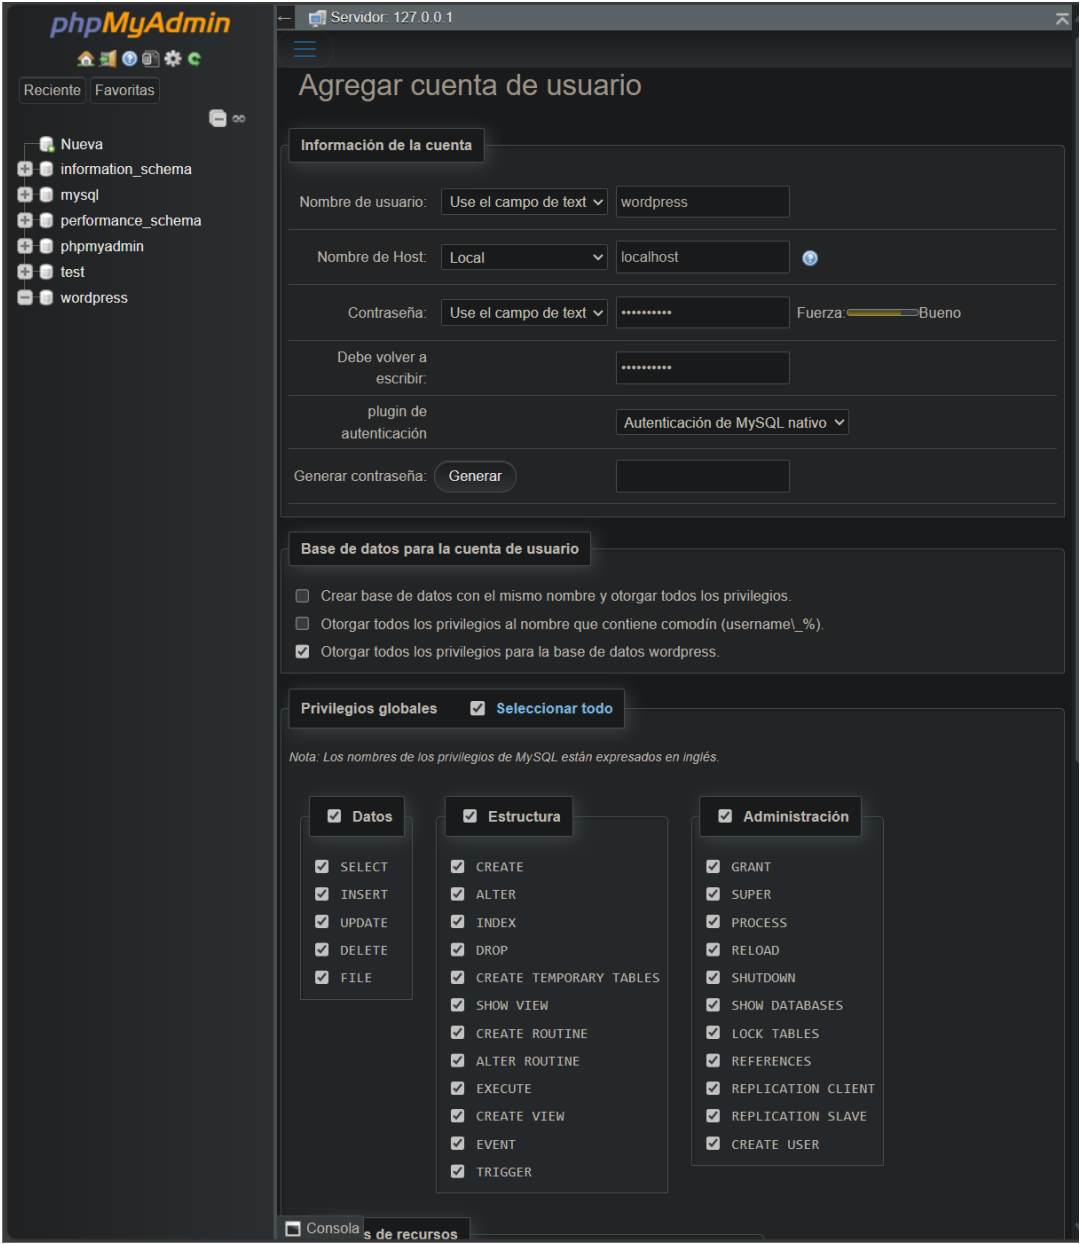 phpMyAdmin
Reciente Favoritas
Nueva
information_schema
mysql
performance_schema
phpmyadmin
test
wordpress
← Servidor: 127.0.0.1
Agregar cuenta de usuario
Información de la cuenta
Nombre de usuario: Use el campo de text wordpress
Nombre de Host: Local localhost
Contraseña: Use el campo de text •••••••••• Fuerza: Bueno
Debe volver a
escribir: ••••••••••
plugin de
autenticación Autenticación de MySQL nativo
Generar contraseña: Generar
Base de datos para la cuenta de usuario
Crear base de datos con el mismo nombre y otorgar todos los privilegios.
Otorgar todos los privilegios al nombre que contiene comodín (username\_%).
Otorgar todos los privilegios para la base de datos wordpress.
Privilegios globales Seleccionar todo
Nota: Los nombres de los privilegios de MySQL están expresados en inglés.
Datos
SELECT
INSERT
UPDATE
DELETE
FILE
Estructura
CREATE
ALTER
INDEX
DROP
CREATE TEMPORARY TABLES
SHOW VIEW
CREATE ROUTINE
ALTER ROUTINE
EXECUTE
CREATE VIEW
EVENT
TRIGGER
Administración
GRANT
SUPER
PROCESS
RELOAD
SHUTDOWN
SHOW DATABASES
LOCK TABLES
REFERENCES
REPLICATION CLIENT
REPLICATION SLAVE
CREATE USER
Consola
s de recursos